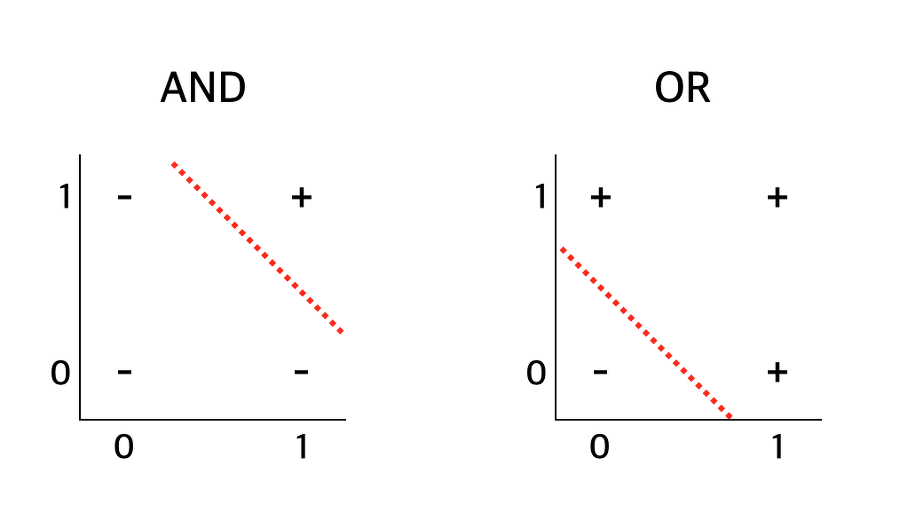 AND OR
1 - + 1 + +
0 - - 0 - +
0 1 0 1